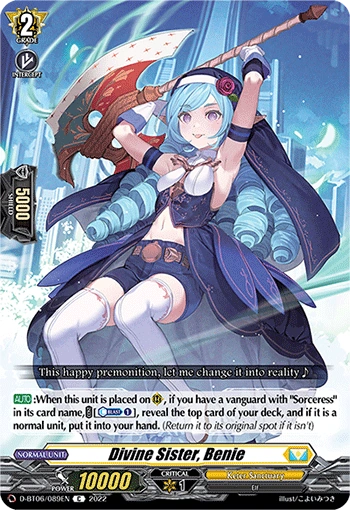 2
GRADE
INTERCEPT
5000
SHIELD
This happy premonition, let me change it into reality♪
AUTO:When this unit is placed on (R), if you have a vanguard with "Sorceress"
in its card name, COST[BLAST 1], reveal the top card of your deck, and if it is a
normal unit, put it into your hand. (Return it to its original spot if it isn't)
NORMAL UNIT
Divine Sister, Benie
POWER 10000
CRITICAL
1
Keter Sanctuary
Elf
D-BT06/089EN C 2022
illust/こよいみつき